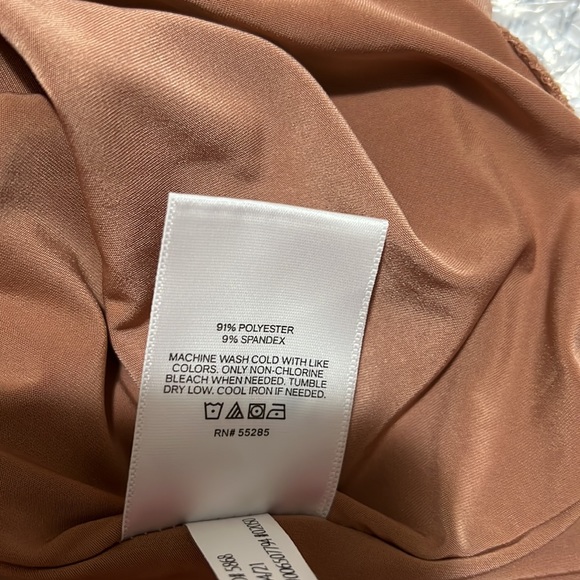 91% POLYESTER
9% SPANDEX
MACHINE WASH COLD WITH LIKE
COLORS. ONLY NON-CHLORINE
BLEACH WHEN NEEDED. TUMBLE
DRY LOW. COOL IRON IF NEEDED.
RN# 55285